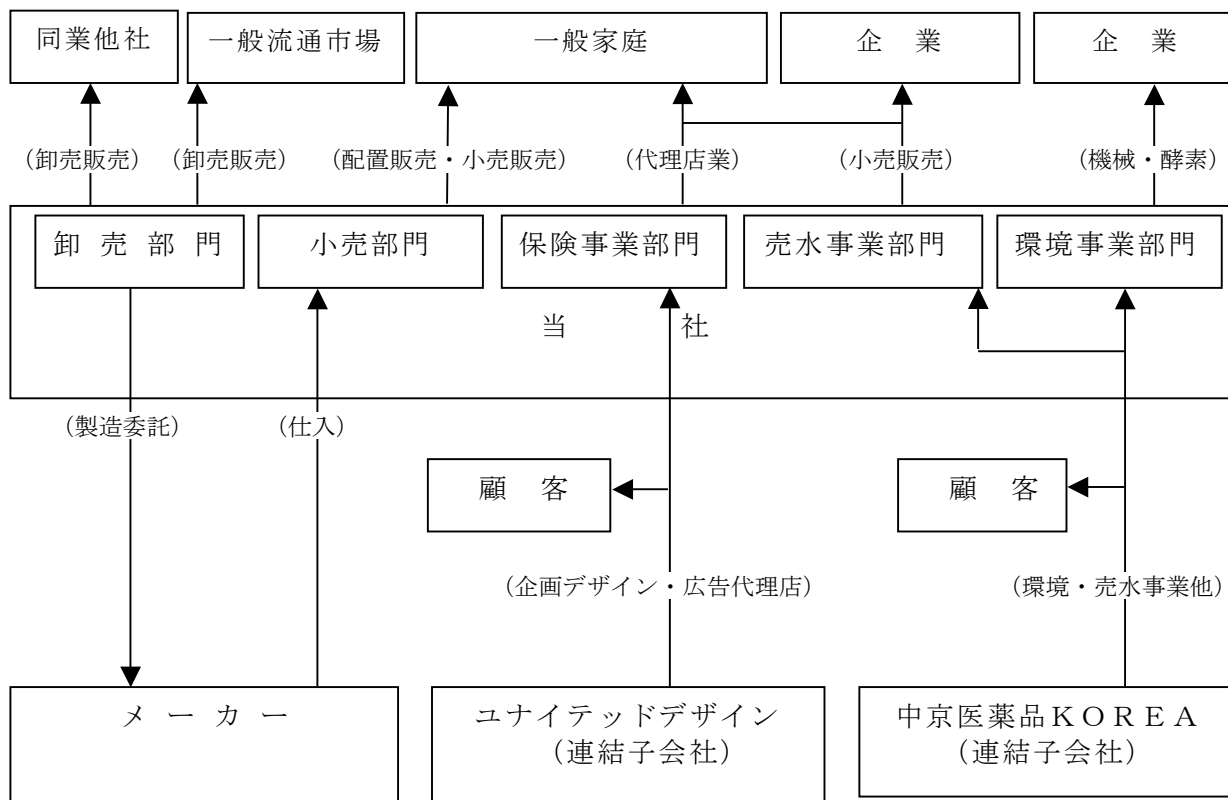 同業他社
一般流通市場
一般家庭
企 業
企 業
（卸売販売）
（卸売販売）
（配置販売・小売販売）
（代理店業）
（小売販売）
（機械・酵素）
卸 売 部 門
小売部門
保険事業部門
売水事業部門
環境事業部門
当 社
（製造委託）
（仕入）
顧 客
顧 客
（企画デザイン・広告代理店）
（環境・売水事業他）
メ ー カ ー
ユナイテッドデザイン
（連結子会社）
中京医薬品ＫＯＲＥＡ
（連結子会社）